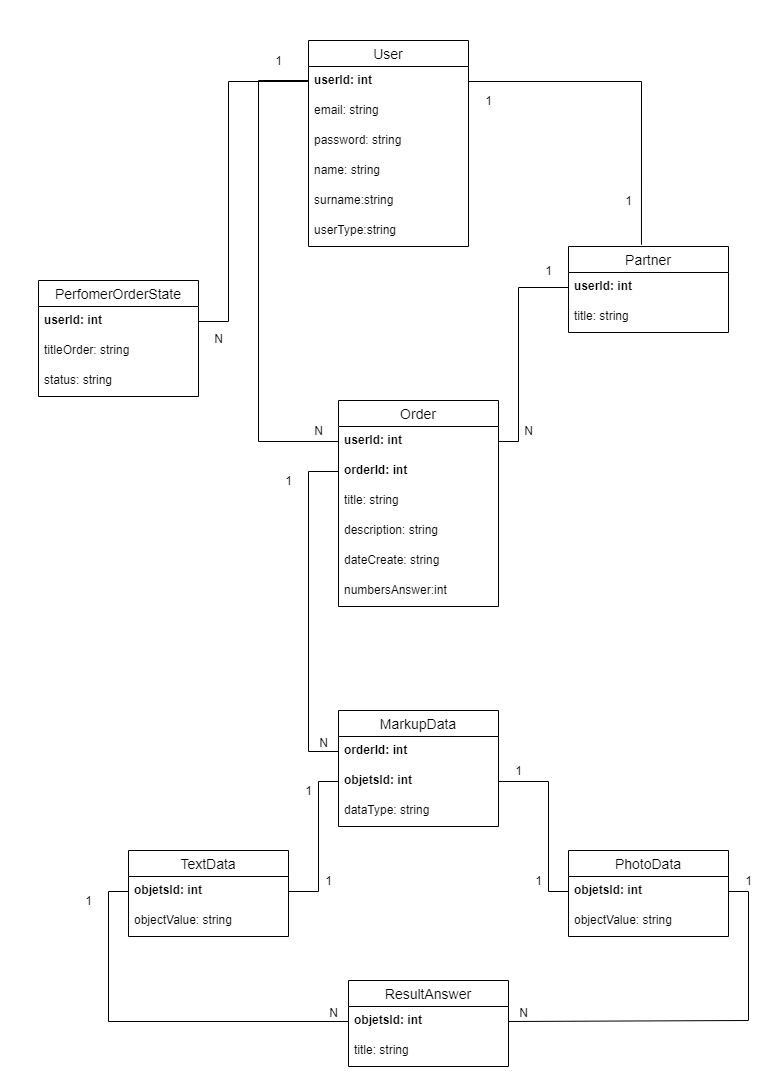 User
1
userId: int
email: string
1
password: string
name: string
surname:string
1
userType:string
Partner
1
userId: int
title: string
PerfomerOrderState
userId: int
N
titleOrder: string
status: string
Order
N
N
userId: int
orderId: int
1
title: string
description: string
dateCreate: string
numbersAnswer:int
MarkupData
N
orderId: int
1
objetsId: int
1
dataType: string
TextData
1
objetsId: int
1
objectValue: string
PhotoData
1
objetsId: int
1
objectValue: string
ResultAnswer
N
objetsId: int
N
title: string